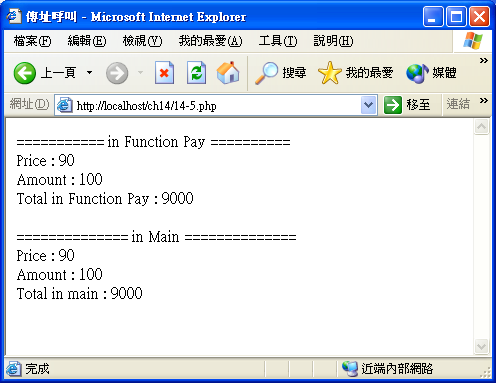 傳址呼叫 - Microsoft Internet Explorer
檔案(F) 編輯(E) 檢視(V) 我的最愛(A) 工具(T) 說明(H) »
上一頁 搜尋 我的最愛 媒體 »
網址(D) http://localhost/ch14/14-5.php 移至 連結 »
=========== in Function Pay ==========
Price : 90
Amount : 100
Total in Function Pay : 9000
============== in Main ==============
Price : 90
Amount : 100
Total in main : 9000
完成 近端內部網路